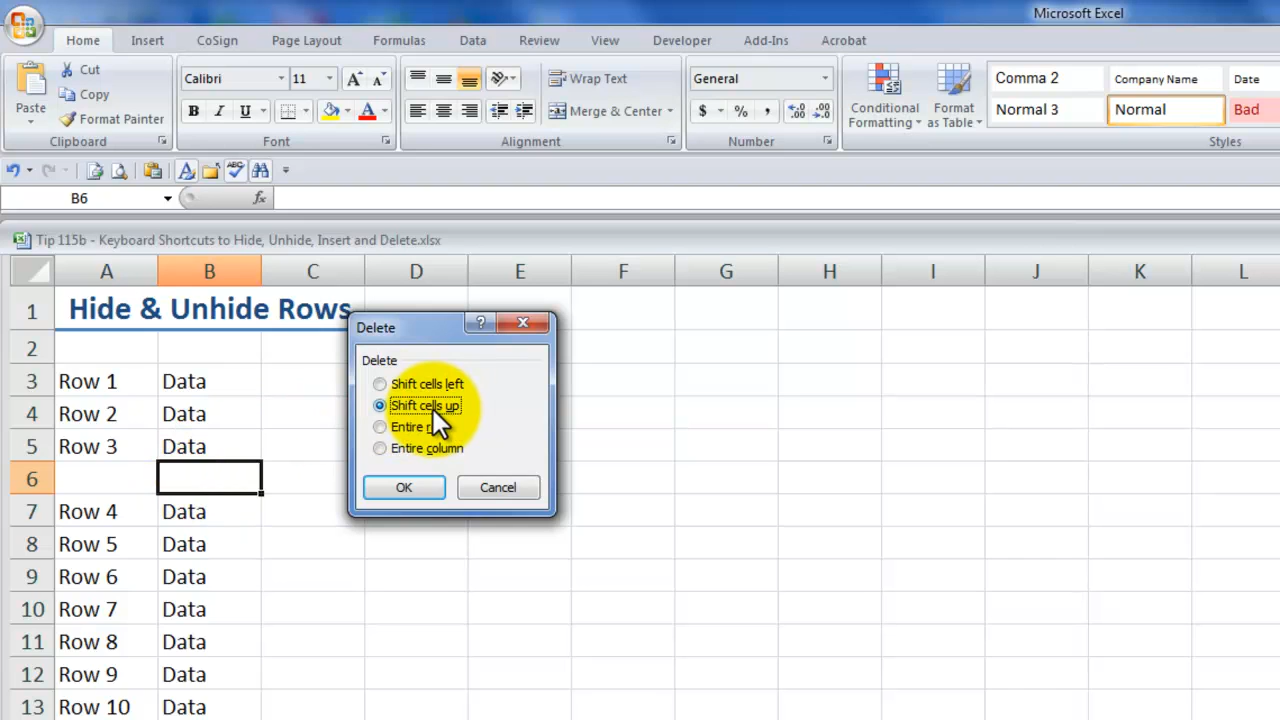 Microsoft Excel
Home Insert CoSign Page Layout Formulas Data Review View Developer Add-Ins Acrobat
Paste
Cut
Copy
Format Painter
Clipboard
Calibri 11
B I U A
Font
Wrap Text
Merge & Center
Alignment
General
$ % ,
Number
Conditional Formatting
Format as Table
Comma 2 Company Name Date
Normal 3 Normal Bad
Styles
B6 fx
Tip 115b - Keyboard Shortcuts to Hide, Unhide, Insert and Delete.xlsx
A B C D E F G H I J K L
1 Hide & Unhide Rows
2
3 Row 1 Data
4 Row 2 Data
5 Row 3 Data
6
7 Row 4 Data
8 Row 5 Data
9 Row 6 Data
10 Row 7 Data
11 Row 8 Data
12 Row 9 Data
13 Row 10 Data
Delete ?
Delete
Shift cells left
Shift cells up
Entire
Entire column
OK Cancel